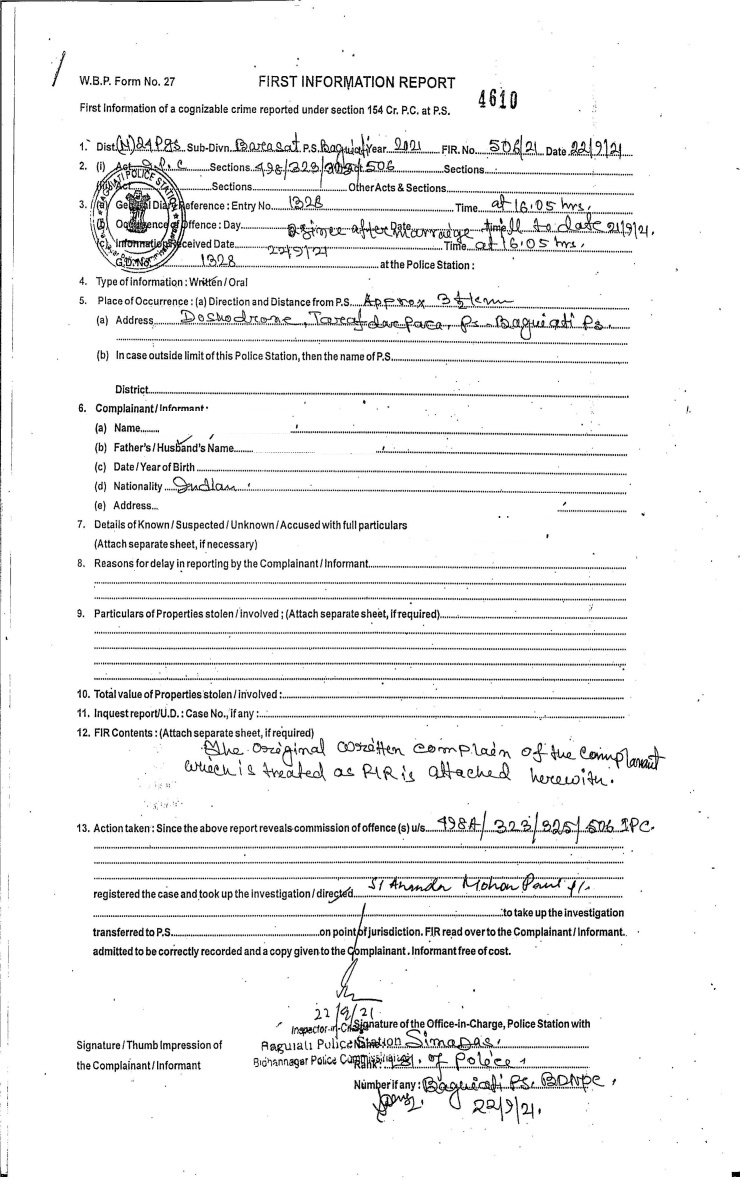 W.B.P. Form No. 27 FIRST INFORMATION REPORT
4610
First Information of a cognizable crime reported under section 154 Cr. P.C. at P.S.
1. Dist. (N) 24 Pgs Sub-Divn. Barasat P.S. Baguiati Year 2021 FIR. No. 506/21 Date 22/9/21
2. (i) Act I.P.C Sections 498/323/325/506 Sections
Act Sections Other Acts & Sections
3. (a) General Diary Reference : Entry No. 1328 Time at 16:05 hrs.
(b) Occurence of Offence : Day Date Time till to date 21/9/21.
(c) Information Received Date 22/9/21 Time at 16:05 hrs.
G.D. No. 1328 at the Police Station :
4. Type of Information : Written / Oral
5. Place of Occurrence : (a) Direction and Distance from P.S. Approx 3½ km
(a) Address Doshodrone, Ps- Baguiati Ps.
(b) In case outside limit of this Police Station, then the name of P.S.
District
6. Complainant / Informant :
(a) Name
(b) Father's / Husband's Name
(c) Date / Year of Birth
(d) Nationality Indian
(e) Address
7. Details of Known / Suspected / Unknown / Accused with full particulars
(Attach separate sheet, if necessary)
8. Reasons for delay in reporting by the Complainant / Informant
9. Particulars of Properties stolen / involved ; (Attach separate sheet, if required)
10. Total value of Properties stolen / involved :
11. Inquest report / U.D. : Case No., if any :
12. FIR Contents : (Attach separate sheet, if required)
The original written complain of the complainant
which is treated as FIR is attached herewith.
13. Action taken : Since the above report reveals commission of offence (s) u/s. 498A/323/325/506 IPC.
registered the case and took up the investigation / directed SI Ananda Mohan Paul
to take up the investigation
transferred to P.S. on point of jurisdiction. FIR read over to the Complainant / Informant.
admitted to be correctly recorded and a copy given to the Complainant. Informant free of cost.
22/9/21
Inspector-in-Charge Signature of the Office-in-Charge, Police Station with
Signature / Thumb Impression of Baguiati Police Station
the Complainant / Informant Bidhannagar Police of Police,
Number if any : Baguiati Ps. BDNPC,
22/9/21.